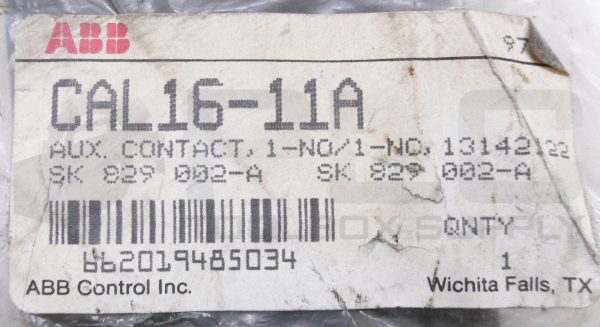 ABB
97
CAL16-11A
AUX. CONTACT, 1-NO/1-NC, 13142122
SK 829 002-A SK 829 002-A
QNTY
662019485034 1
ABB Control Inc. Wichita Falls, TX